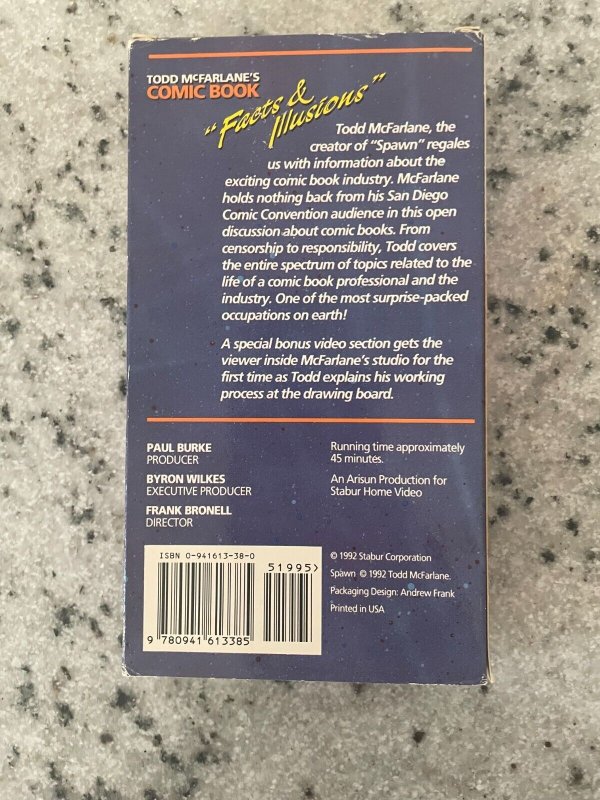 TODD McFARLANE'S
COMIC BOOK
"Facts &
Illusions"
Todd McFarlane, the
creator of "Spawn" regales
us with information about the
exciting comic book industry. McFarlane
holds nothing back from his San Diego
Comic Convention audience in this open
discussion about comic books. From
censorship to responsibility, Todd covers
the entire spectrum of topics related to the
life of a comic book professional and the
industry. One of the most surprise-packed
occupations on earth!
A special bonus video section gets the
viewer inside McFarlane's studio for the
first time as Todd explains his working
process at the drawing board.
PAUL BURKE
PRODUCER
BYRON WILKES
EXECUTIVE PRODUCER
FRANK BRONELL
DIRECTOR
Running time approximately
45 minutes.
An Arisun Production for
Stabur Home Video
ISBN 0-941613-38-0
51995>
9 780941 613385
© 1992 Stabur Corporation
Spawn © 1992 Todd McFarlane.
Packaging Design: Andrew Frank
Printed in USA